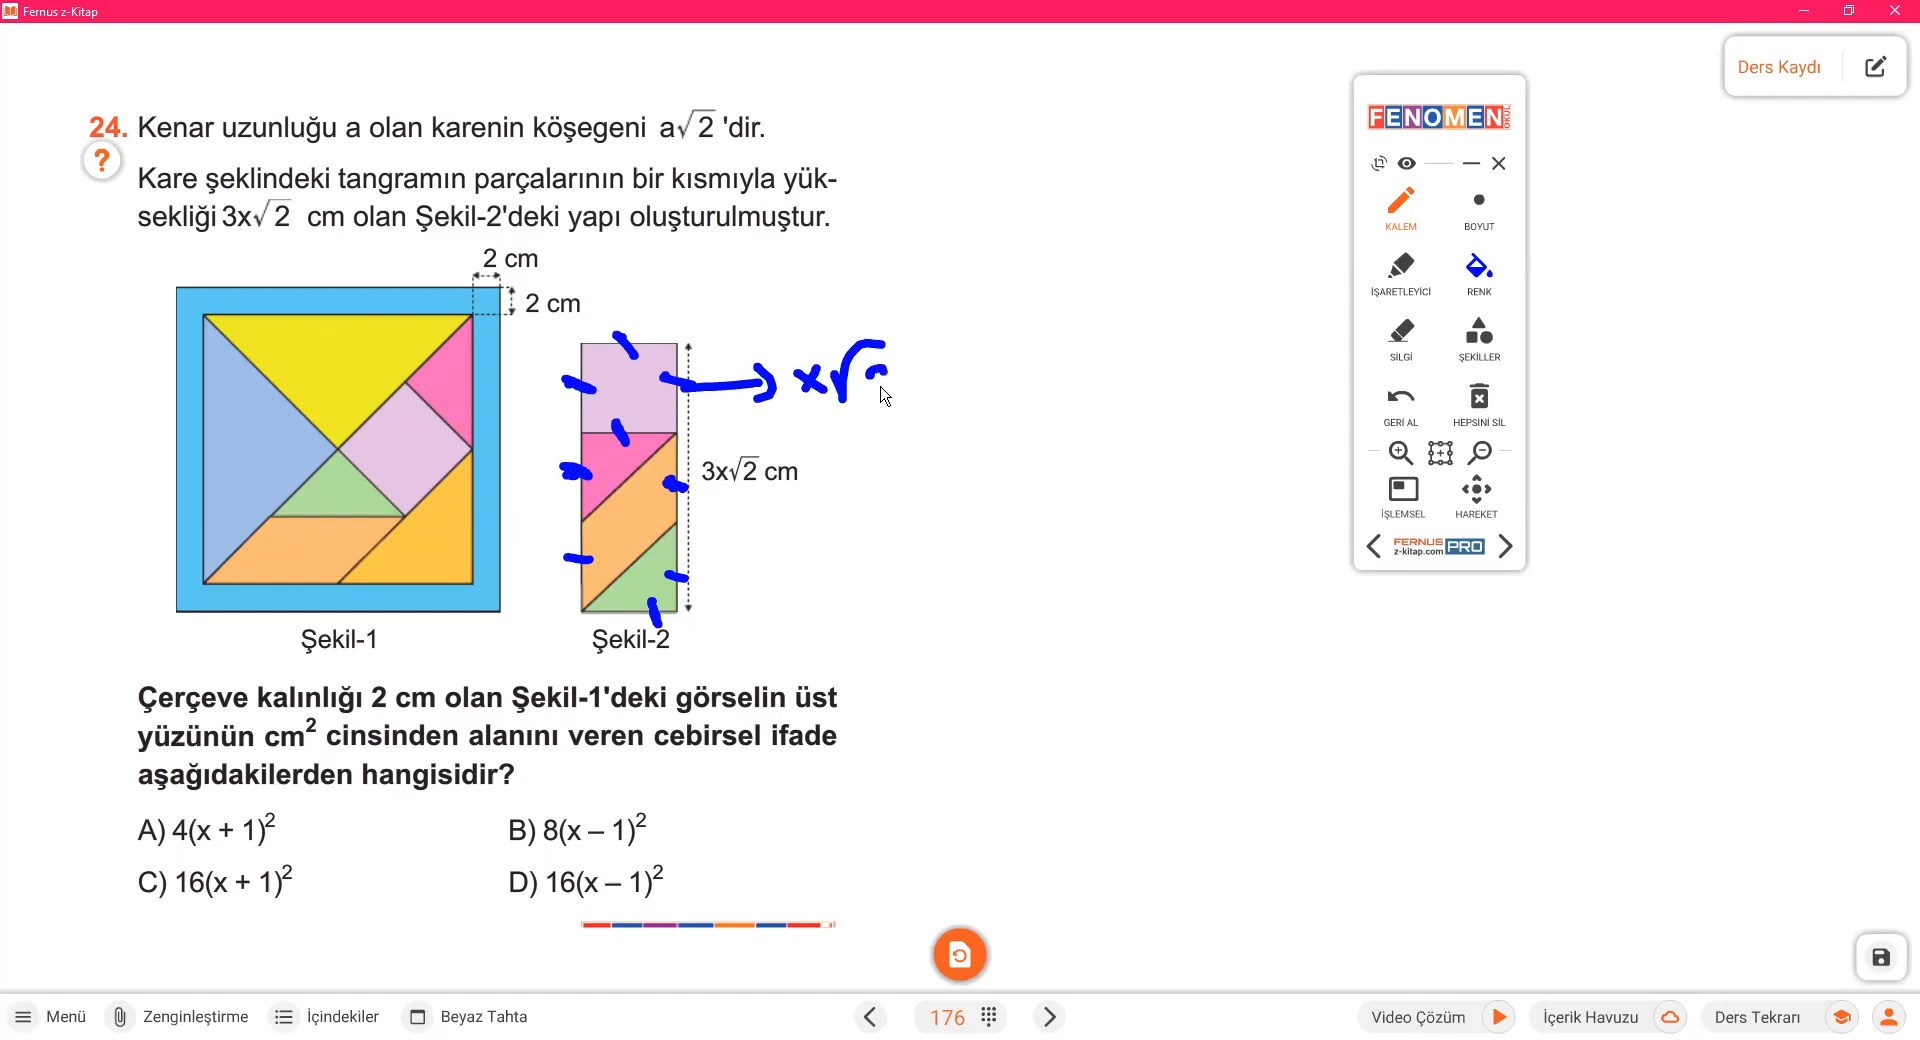 Fernus z-Kitap
Ders Kaydı
24. Kenar uzunluğu a olan karenin köşegeni a√2 'dir.
?
Kare şeklindeki tangramın parçalarının bir kısmıyla yük-
sekliği 3x√2 cm olan Şekil-2'deki yapı oluşturulmuştur.
2 cm
2 cm
x√
3x√2 cm
Şekil-1
Şekil-2
Çerçeve kalınlığı 2 cm olan Şekil-1'deki görselin üst
yüzünün cm² cinsinden alanını veren cebirsel ifade
aşağıdakilerden hangisidir?
A) 4(x + 1)²
B) 8(x – 1)²
C) 16(x + 1)²
D) 16(x – 1)²
FENOMEN OKUL
KALEM
BOYUT
İŞARETLEYİCİ
RENK
SİLGİ
ŞEKİLLER
GERİ AL
HEPSİNİ SİL
İŞLEMSEL
HAREKET
FERNUS
z-kitap.com PRO
Menü
Zenginleştirme
İçindekiler
Beyaz Tahta
176
Video Çözüm
İçerik Havuzu
Ders Tekrarı